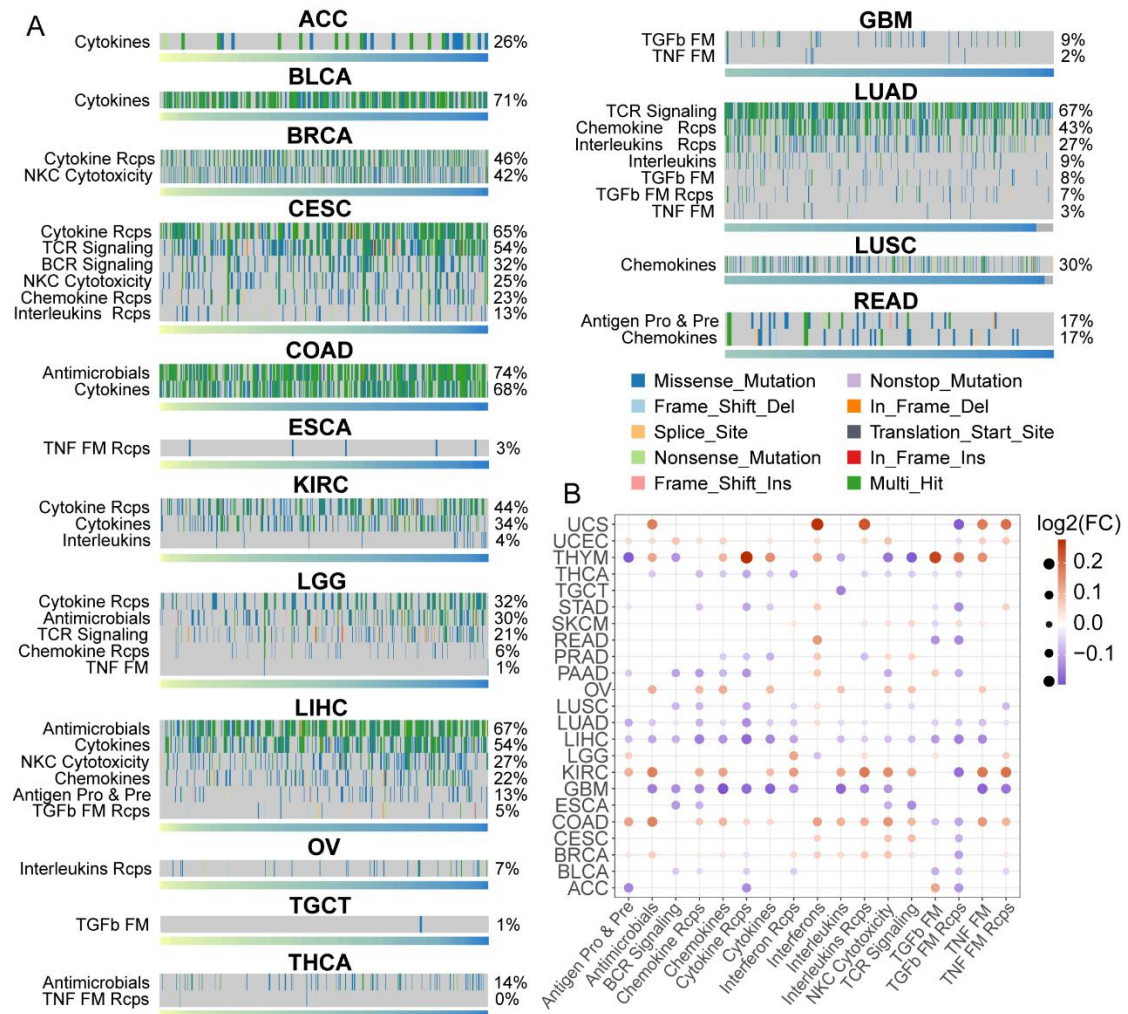 A
ACC
Cytokines 26%
BLCA
Cytokines 71%
BRCA
Cytokine Rcps 46%
NKC Cytotoxicity 42%
CESC
Cytokine Rcps 65%
TCR Signaling 54%
BCR Signaling 32%
NKC Cytotoxicity 25%
Chemokine Rcps 23%
Interleukins Rcps 13%
COAD
Antimicrobials 74%
Cytokines 68%
ESCA
TNF FM Rcps 3%
KIRC
Cytokine Rcps 44%
Cytokines 34%
Interleukins 4%
LGG
Cytokine Rcps 32%
Antimicrobials 30%
TCR Signaling 21%
Chemokine Rcps 6%
TNF FM 1%
LIHC
Antimicrobials 67%
Cytokines 54%
NKC Cytotoxicity 27%
Chemokines 22%
Antigen Pro & Pre 13%
TGFb FM Rcps 5%
OV
Interleukins Rcps 7%
TGCT
TGFb FM 1%
THCA
Antimicrobials 14%
TNF FM Rcps 0%
GBM
TGFb FM 9%
TNF FM 2%
LUAD
TCR Signaling 67%
Chemokine Rcps 43%
Interleukins Rcps 27%
Interleukins 9%
TGFb FM 8%
TGFb FM Rcps 7%
TNF FM 3%
LUSC
Chemokines 30%
READ
Antigen Pro & Pre 17%
Chemokines 17%
Missense_Mutation Nonstop_Mutation
Frame_Shift_Del In_Frame_Del
Splice_Site Translation_Start_Site
Nonsense_Mutation In_Frame_Ins
Frame_Shift_Ins Multi_Hit
B
UCS
UCEC
THYM
THCA
TGCT
STAD
SKCM
READ
PRAD
PAAD
OV
LUSC
LUAD
LIHC
LGG
KIRC
GBM
ESCA
COAD
CESC
BRCA
BLCA
ACC
Antigen Pro & Pre
Antimicrobials
BCR Signaling
Chemokine Rcps
Chemokines
Cytokine Rcps
Cytokines
Interferon Rcps
Interferons
Interleukins
Interleukins Rcps
NKC Cytotoxicity
TCR Signaling
TGFb FM
TGFb FM Rcps
TNF FM
TNF FM Rcps
log2(FC)
0.2
0.1
0.0
−0.1